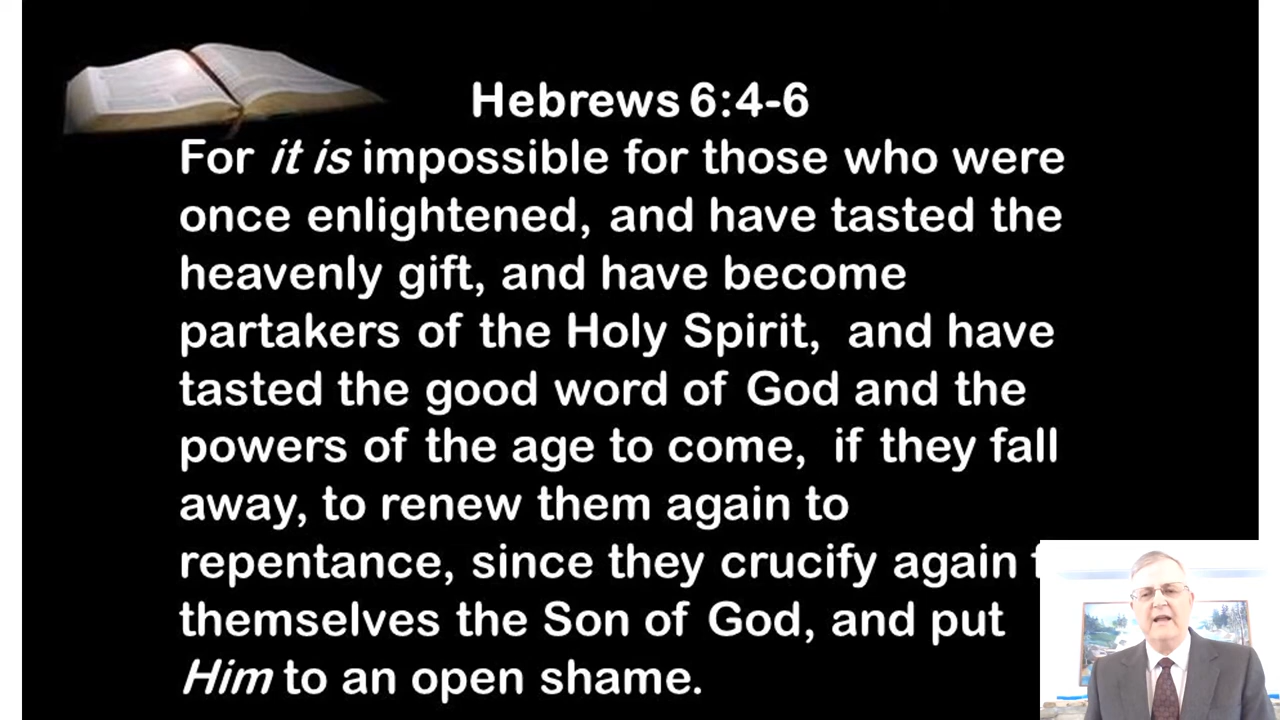 Hebrews 6:4-6
For it is impossible for those who were
once enlightened, and have tasted the
heavenly gift, and have become
partakers of the Holy Spirit, and have
tasted the good word of God and the
powers of the age to come, if they fall
away, to renew them again to
repentance, since they crucify again
themselves the Son of God, and put
Him to an open shame.